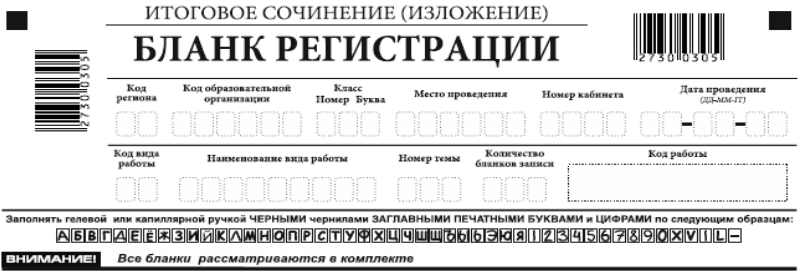 ИТОГОВОЕ СОЧИНЕНИЕ (ИЗЛОЖЕНИЕ)
БЛАНК РЕГИСТРАЦИИ
27300305
27300305
Код региона
Код образовательной организации
Класс
Номер Буква
Место проведения
Номер кабинета
Дата проведения
(ДД-ММ-ГГ)
Код вида работы
Наименование вида работы
Номер темы
Количество бланков записи
Код работы
Заполнять гелевой или капиллярной ручкой ЧЕРНЫМИ чернилами ЗАГЛАВНЫМИ ПЕЧАТНЫМИ БУКВАМИ и ЦИФРАМИ по следующим образцам:
АБВГДЕЁЖЗИЙКЛМНОПРСТУФХЦЧШЩЪЫЬЭЮЯ1234567890XVIL-
ВНИМАНИЕ! Все бланки рассматриваются в комплекте